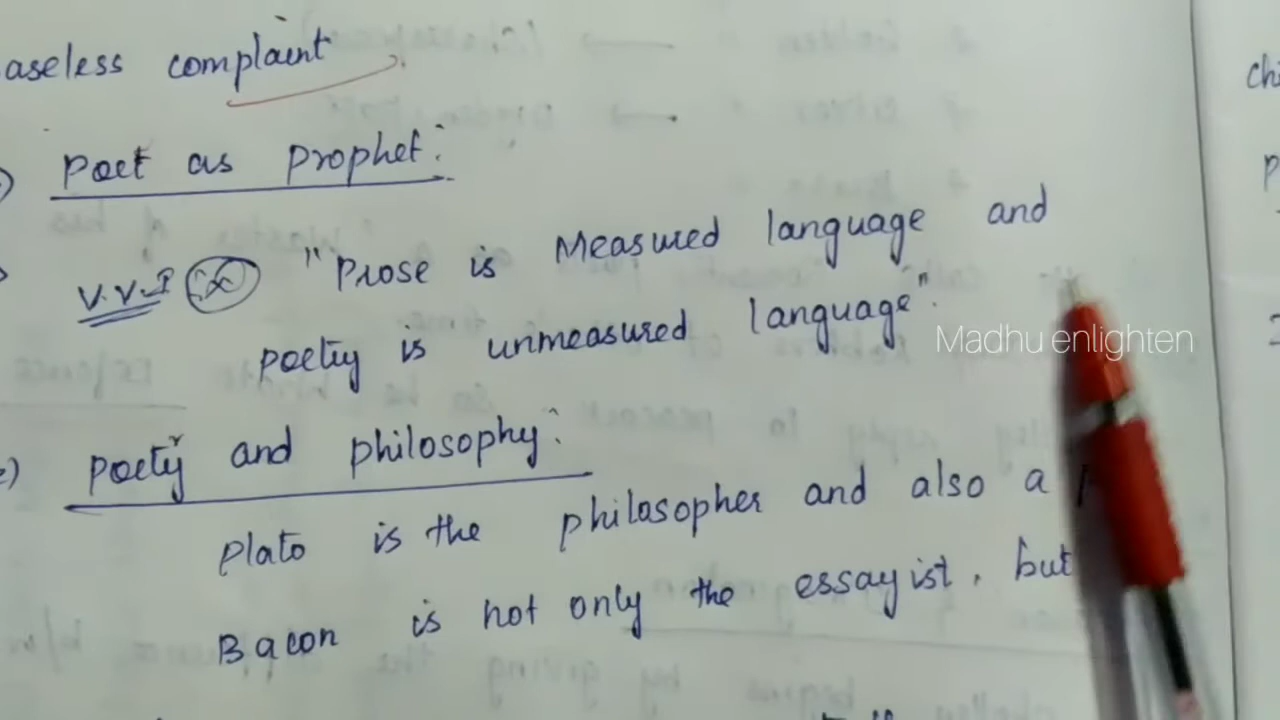 aseless complaint
Poet as Prophet:
V.V.I "Prose is Measured language and
poetry is unmeasured language".
Madhu enlighten
poetry and philosophy:
Plato is the philosopher and also a
Bacon is not only the essayist, but